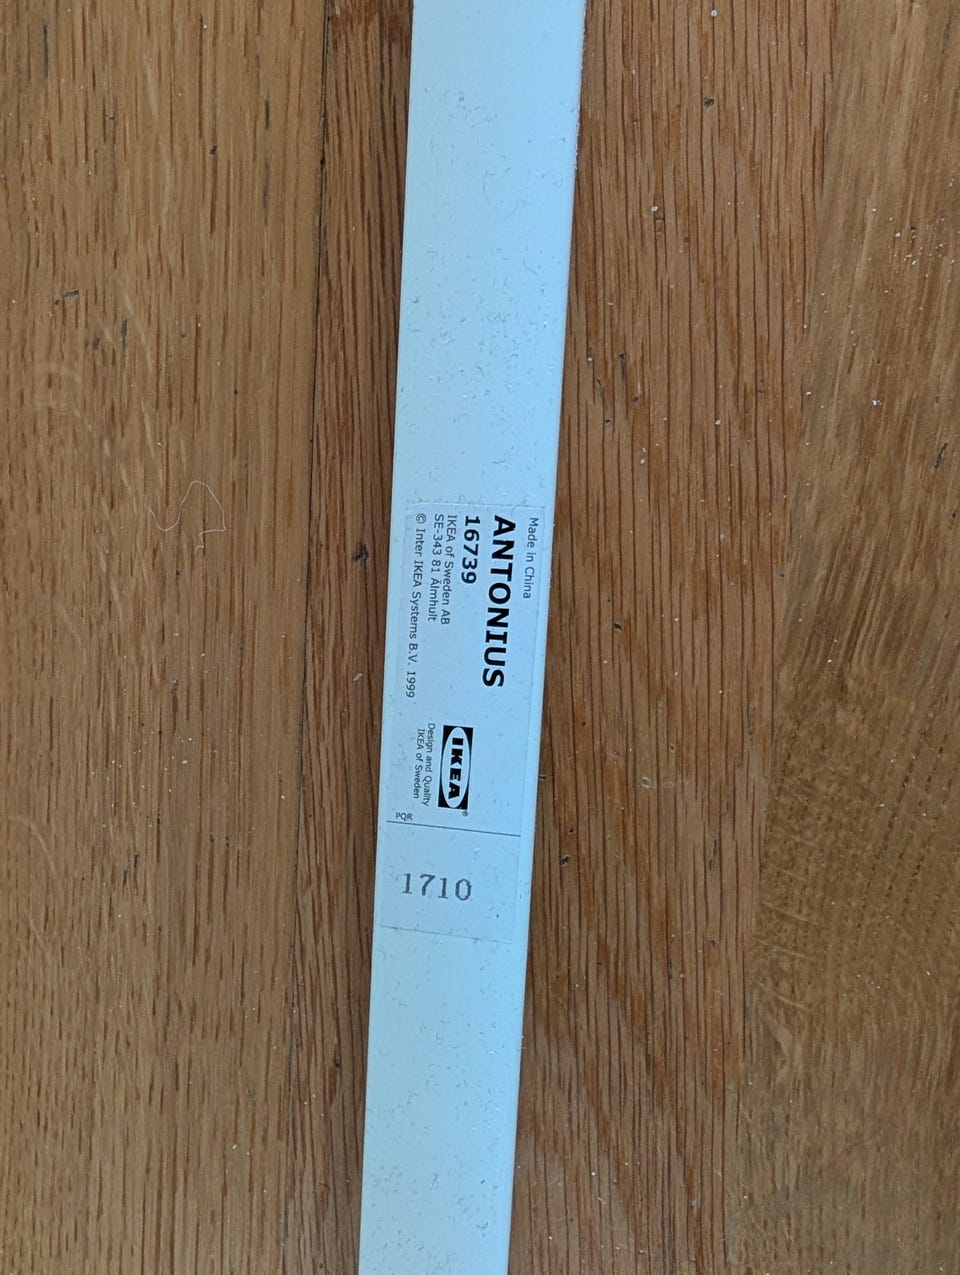 Made in China
ANTONIUS
16739
IKEA of Sweden AB
SE-343 81 Älmhult
© Inter IKEA Systems B.V. 1999
IKEA®
Design and Quality
IKEA of Sweden
PQR
1710